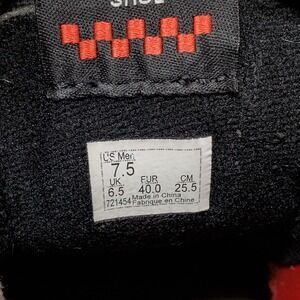 SHOE
US Men
7.5
UK EUR CM
6.5 40.0 25.5
Made in China
721454 Fabrique en Chine